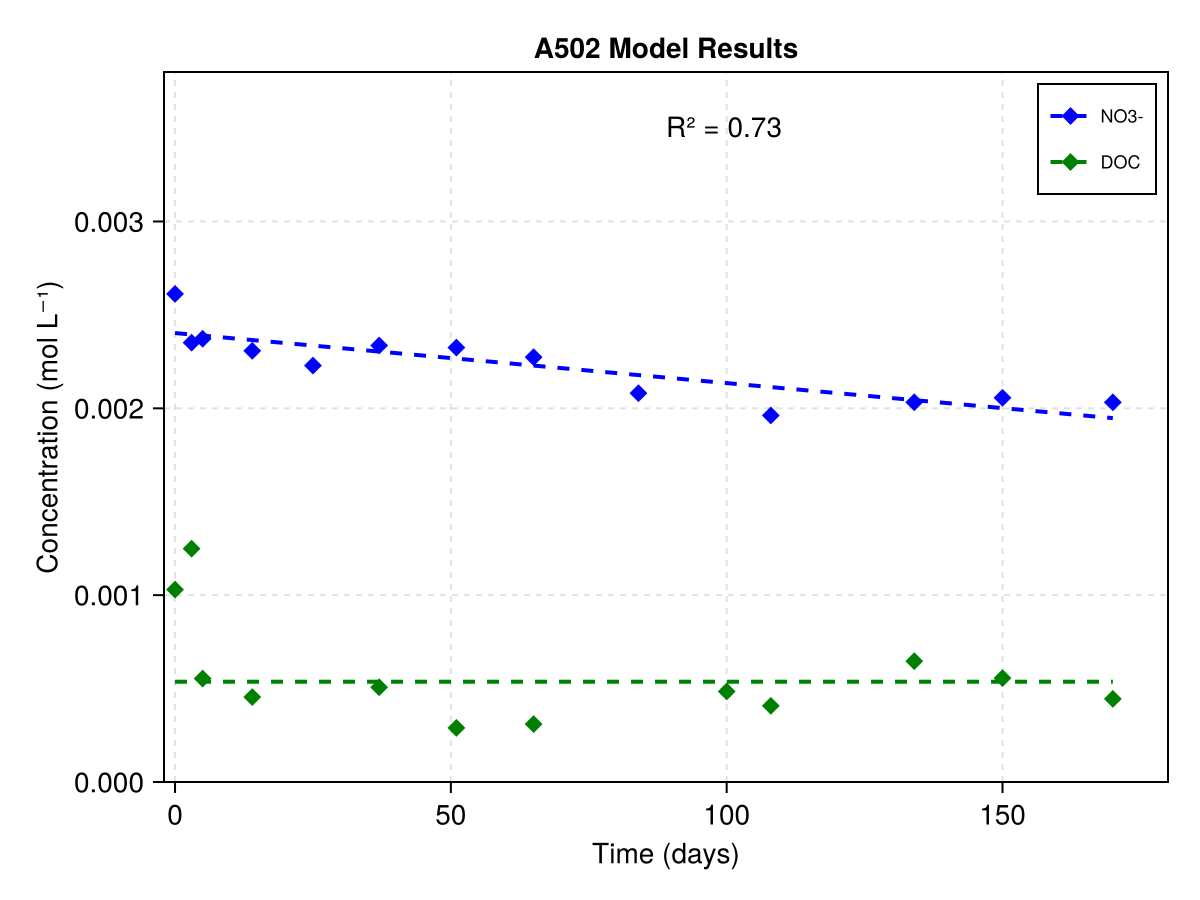 A502 Model Results
R² = 0.73
NO3-
DOC
Concentration (mol L⁻¹)
0.003
0.002
0.001
0.000
0
50
100
150
Time (days)